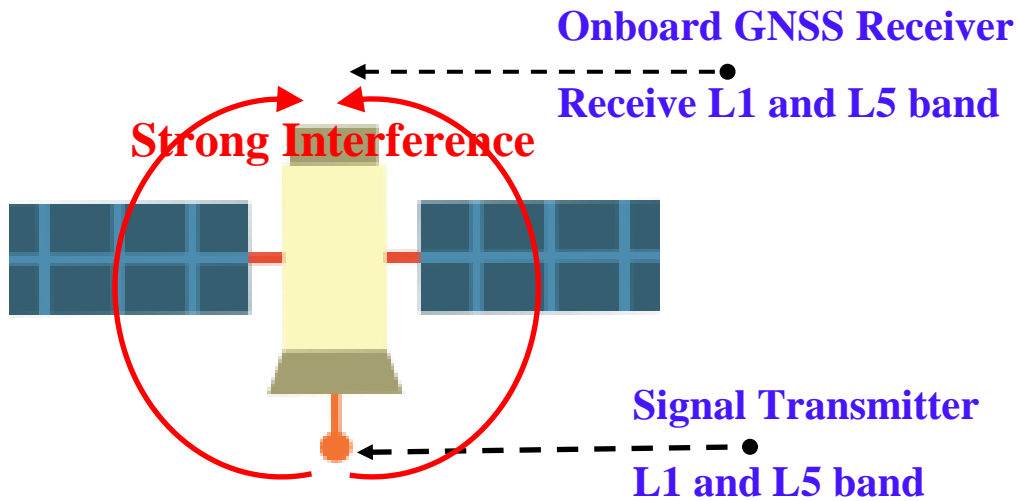 Onboard GNSS Receiver
Receive L1 and L5 band
Strong Interference
Signal Transmitter
L1 and L5 band